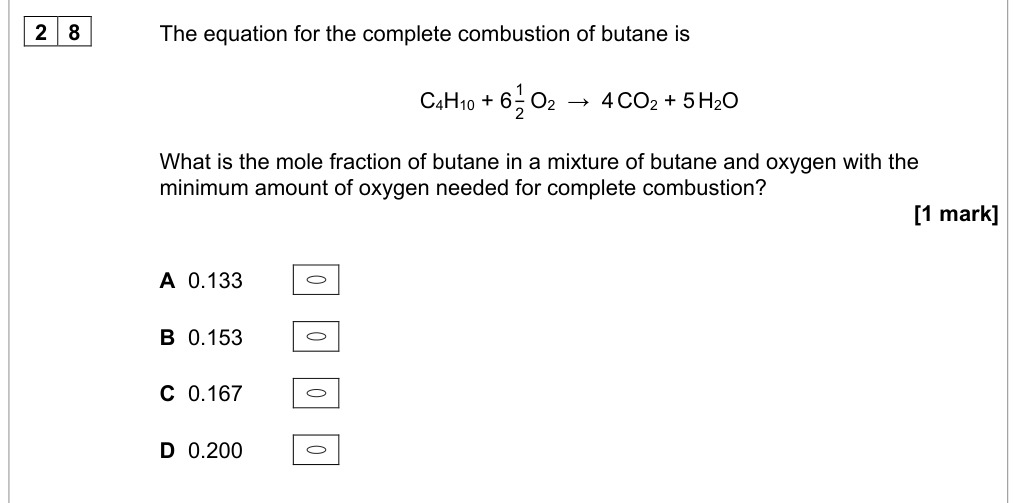 2 8 The equation for the complete combustion of butane is
C₄H₁₀ + 6½ O₂ → 4 CO₂ + 5 H₂O
What is the mole fraction of butane in a mixture of butane and oxygen with the
minimum amount of oxygen needed for complete combustion?
[1 mark]
A 0.133
B 0.153
C 0.167
D 0.200